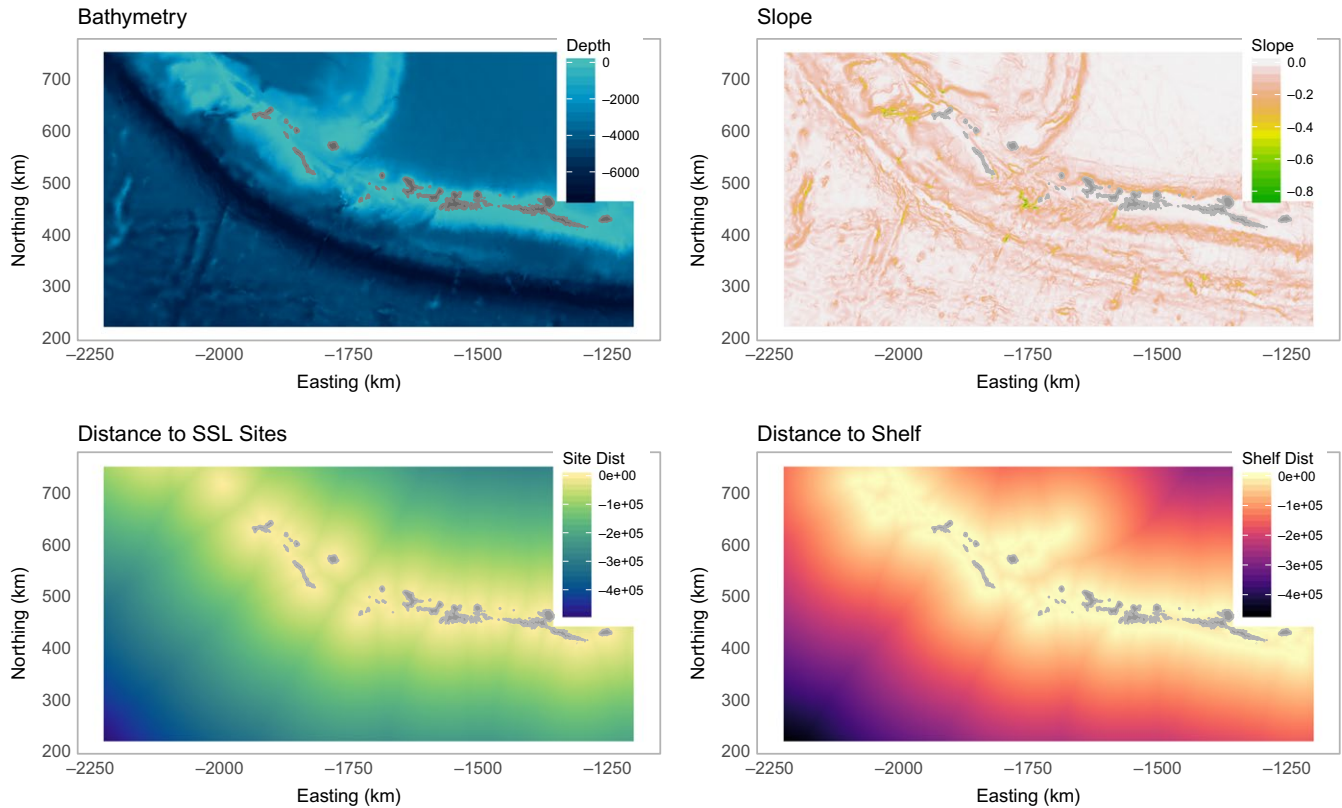 Bathymetry
Depth
0
−2000
−4000
−6000
700
600
500
400
300
200
Northing (km)
−2250 −2000 −1750 −1500 −1250
Easting (km)
Slope
Slope
0.0
−0.2
−0.4
−0.6
−0.8
700
600
500
400
300
200
Northing (km)
−2250 −2000 −1750 −1500 −1250
Easting (km)
Distance to SSL Sites
Site Dist
0e+00
−1e+05
−2e+05
−3e+05
−4e+05
700
600
500
400
300
200
Northing (km)
−2250 −2000 −1750 −1500 −1250
Easting (km)
Distance to Shelf
Shelf Dist
0e+00
−1e+05
−2e+05
−3e+05
−4e+05
700
600
500
400
300
200
Northing (km)
−2250 −2000 −1750 −1500 −1250
Easting (km)